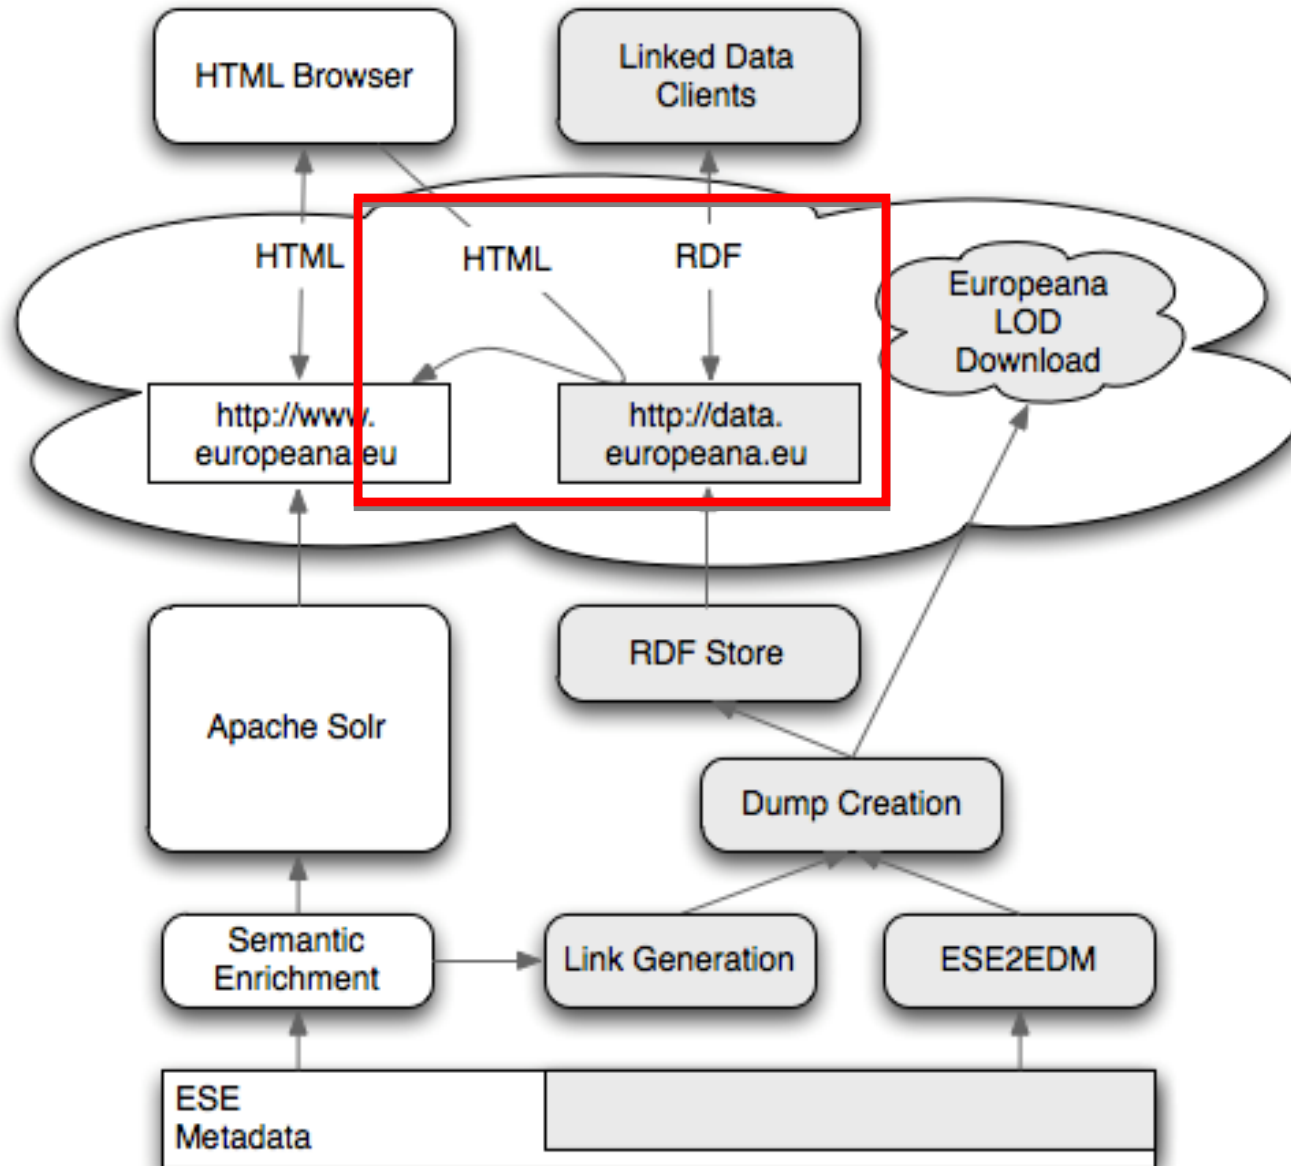 HTML Browser
Linked Data
Clients
HTML
HTML
RDF
Europeana
LOD
Download
http://www.
europeana.eu
http://data.
europeana.eu
RDF Store
Apache Solr
Dump Creation
Semantic
Enrichment
Link Generation
ESE2EDM
ESE
Metadata